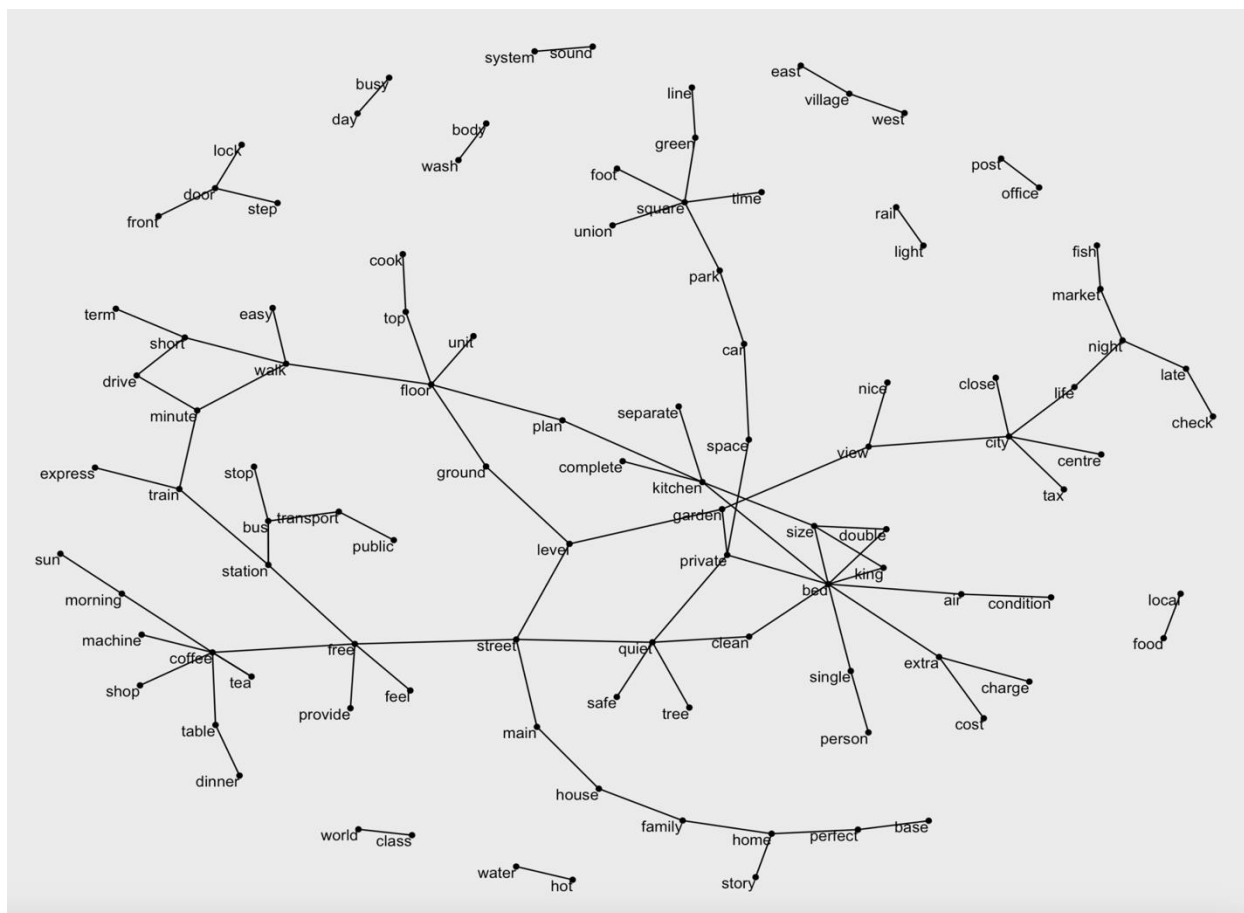 system sound
busy
east
line
village
day
west
body
green
lock
wash
post
foot
door
office
time
square
step
rail
front
union
light
fish
cook
park
market
term
easy
top
unit
short
night
car
walk
late
drive
floor
close
nice
life
minute
separate
check
plan
space
view
city
complete
centre
express
stop
ground
kitchen
train
tax
garden
transport
bus
size
double
public
level
sun
private
station
king
bed
morning
air
condition
local
machine
free
street
quiet
clean
food
coffee
extra
shop
tea
feel
single
charge
safe
provide
tree
table
main
cost
person
dinner
house
family
base
world
class
home
perfect
water
hot
story